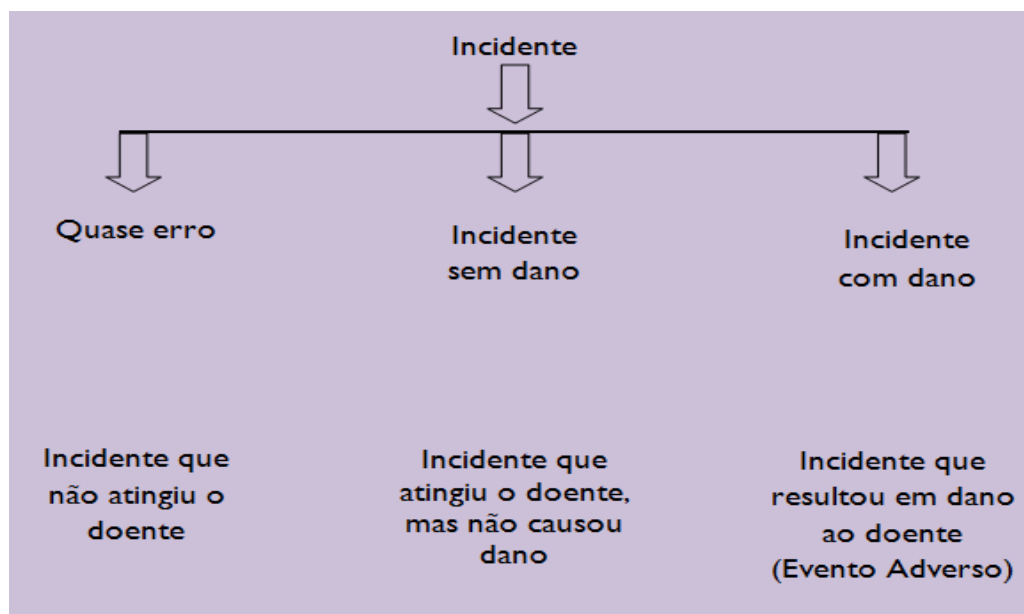 Incidente
Quase erro
Incidente
sem dano
Incidente
com dano
Incidente que
não atingiu o
doente
Incidente que
atingiu o doente,
mas não causou
dano
Incidente que
resultou em dano
ao doente
(Evento Adverso)